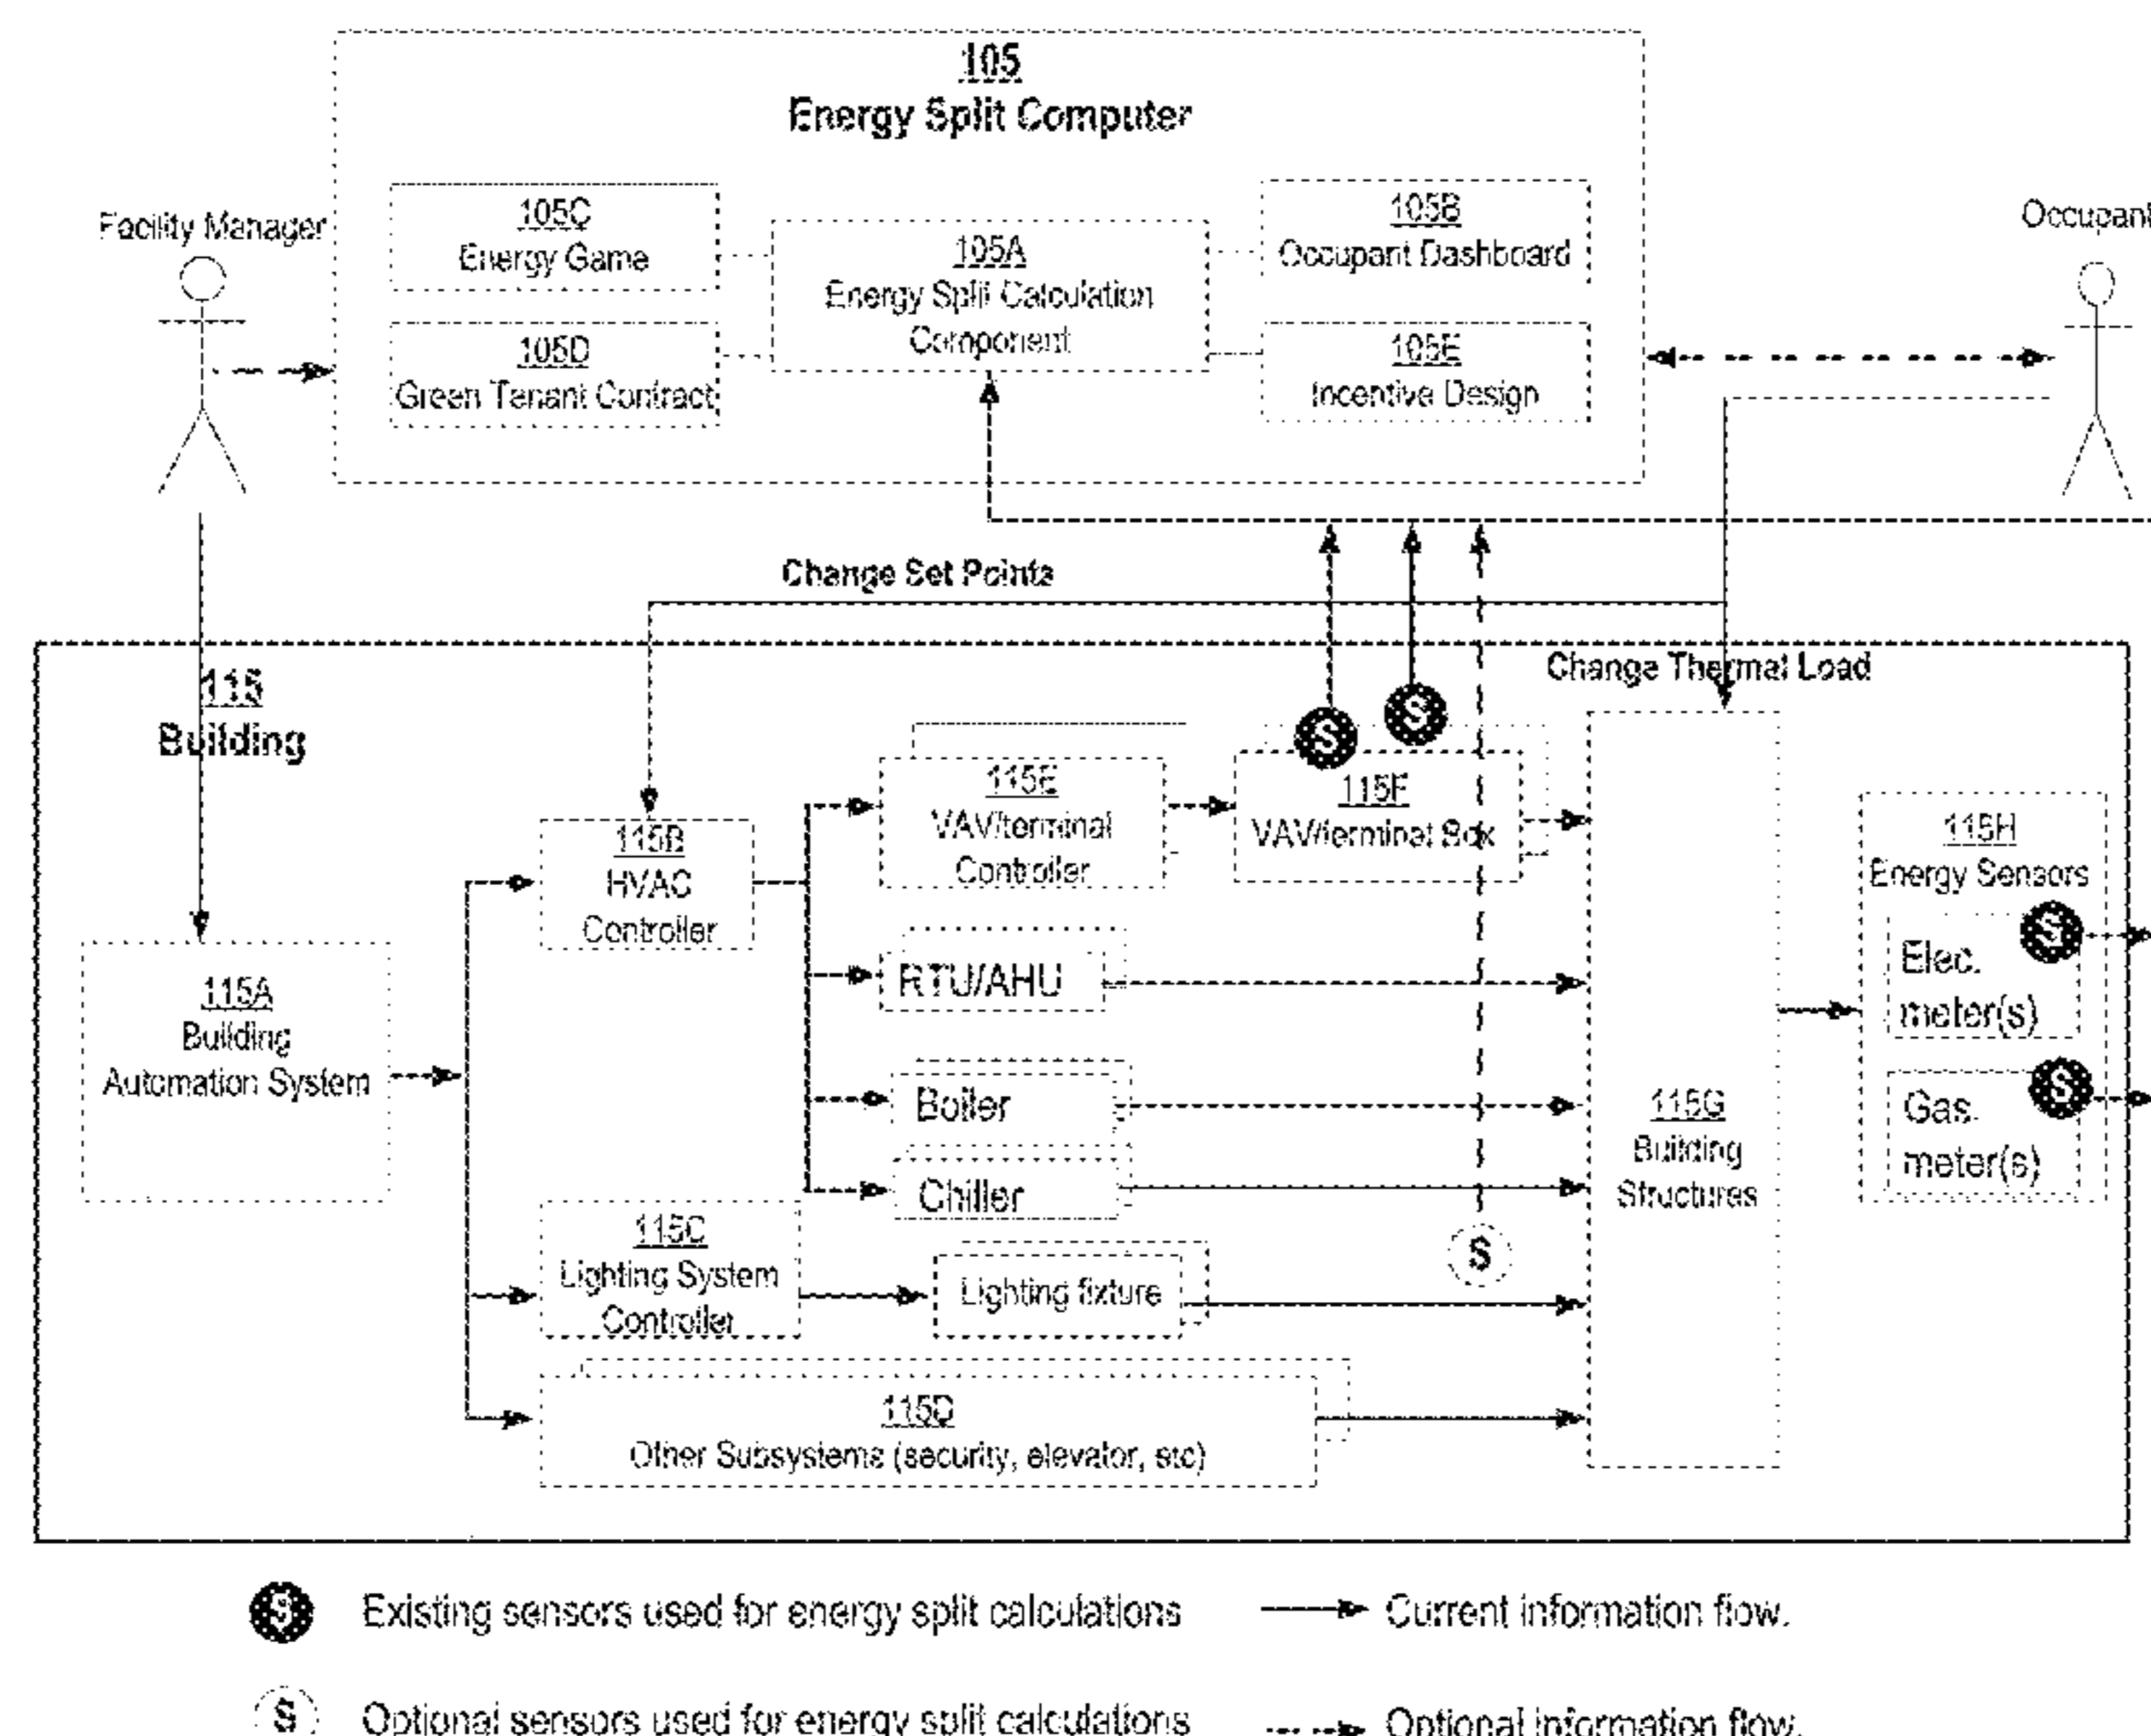 105
Energy Split Computer
Facility Manager
105C
Energy Game
105A
Energy Split Calculation
Component
105B
Occupant Dashboard
Occupant
105D
Green Tenant Contract
105E
Incentive Design
Change Set Points
115
Building
Change Thermal Load
115E
VAV/terminal
Controller
115F
VAV/terminal Box
S
S
115B
HVAC
Controller
115H
Energy Sensors
S
Elec.
meter(s)
RTU/AHU
115A
Building
Automation System
Boiler
115G
Building
Structures
S
Gas.
meter(s)
Chiller
115C
Lighting System
Controller
Lighting fixture
S
115D
Other Subsystems (security, elevator, etc)
S Existing sensors used for energy split calculations
Current information flow.
S Optional sensors used for energy split calculations
Optional information flow.